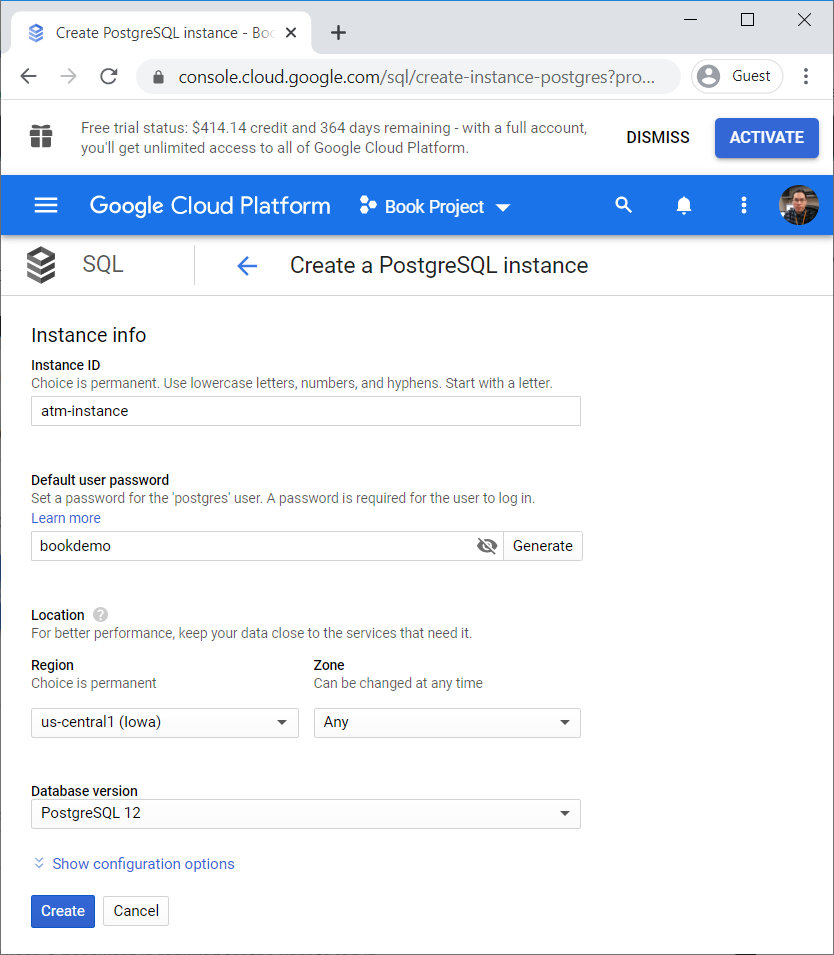 Create PostgreSQL instance - Boo
console.cloud.google.com/sql/create-instance-postgres?pro...
Guest
Free trial status: $414.14 credit and 364 days remaining - with a full account,
you'll get unlimited access to all of Google Cloud Platform.
DISMISS
ACTIVATE
Google Cloud Platform
Book Project
SQL
Create a PostgreSQL instance
Instance info
Instance ID
Choice is permanent. Use lowercase letters, numbers, and hyphens. Start with a letter.
atm-instance
Default user password
Set a password for the 'postgres' user. A password is required for the user to log in.
Learn more
bookdemo
Generate
Location ?
For better performance, keep your data close to the services that need it.
Region
Zone
Choice is permanent
Can be changed at any time
us-central1 (Iowa)
Any
Database version
PostgreSQL 12
Show configuration options
Create
Cancel